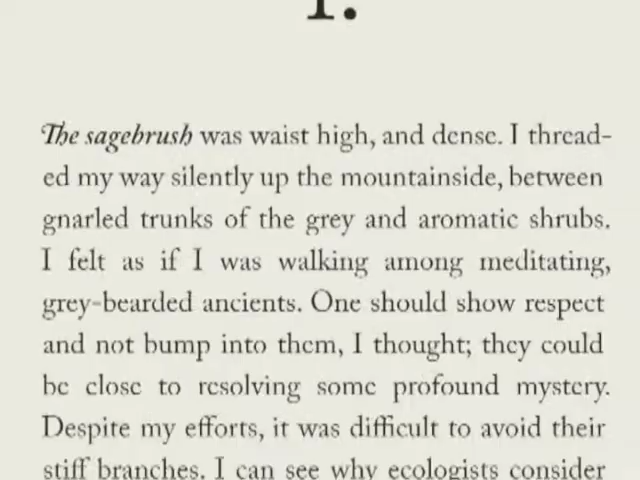 1.
The sagebrush was waist high, and dense. I thread-
ed my way silently up the mountainside, between
gnarled trunks of the grey and aromatic shrubs.
I felt as if I was walking among meditating,
grey-bearded ancients. One should show respect
and not bump into them, I thought; they could
be close to resolving some profound mystery.
Despite my efforts, it was difficult to avoid their
stiff branches. I can see why ecologists consider